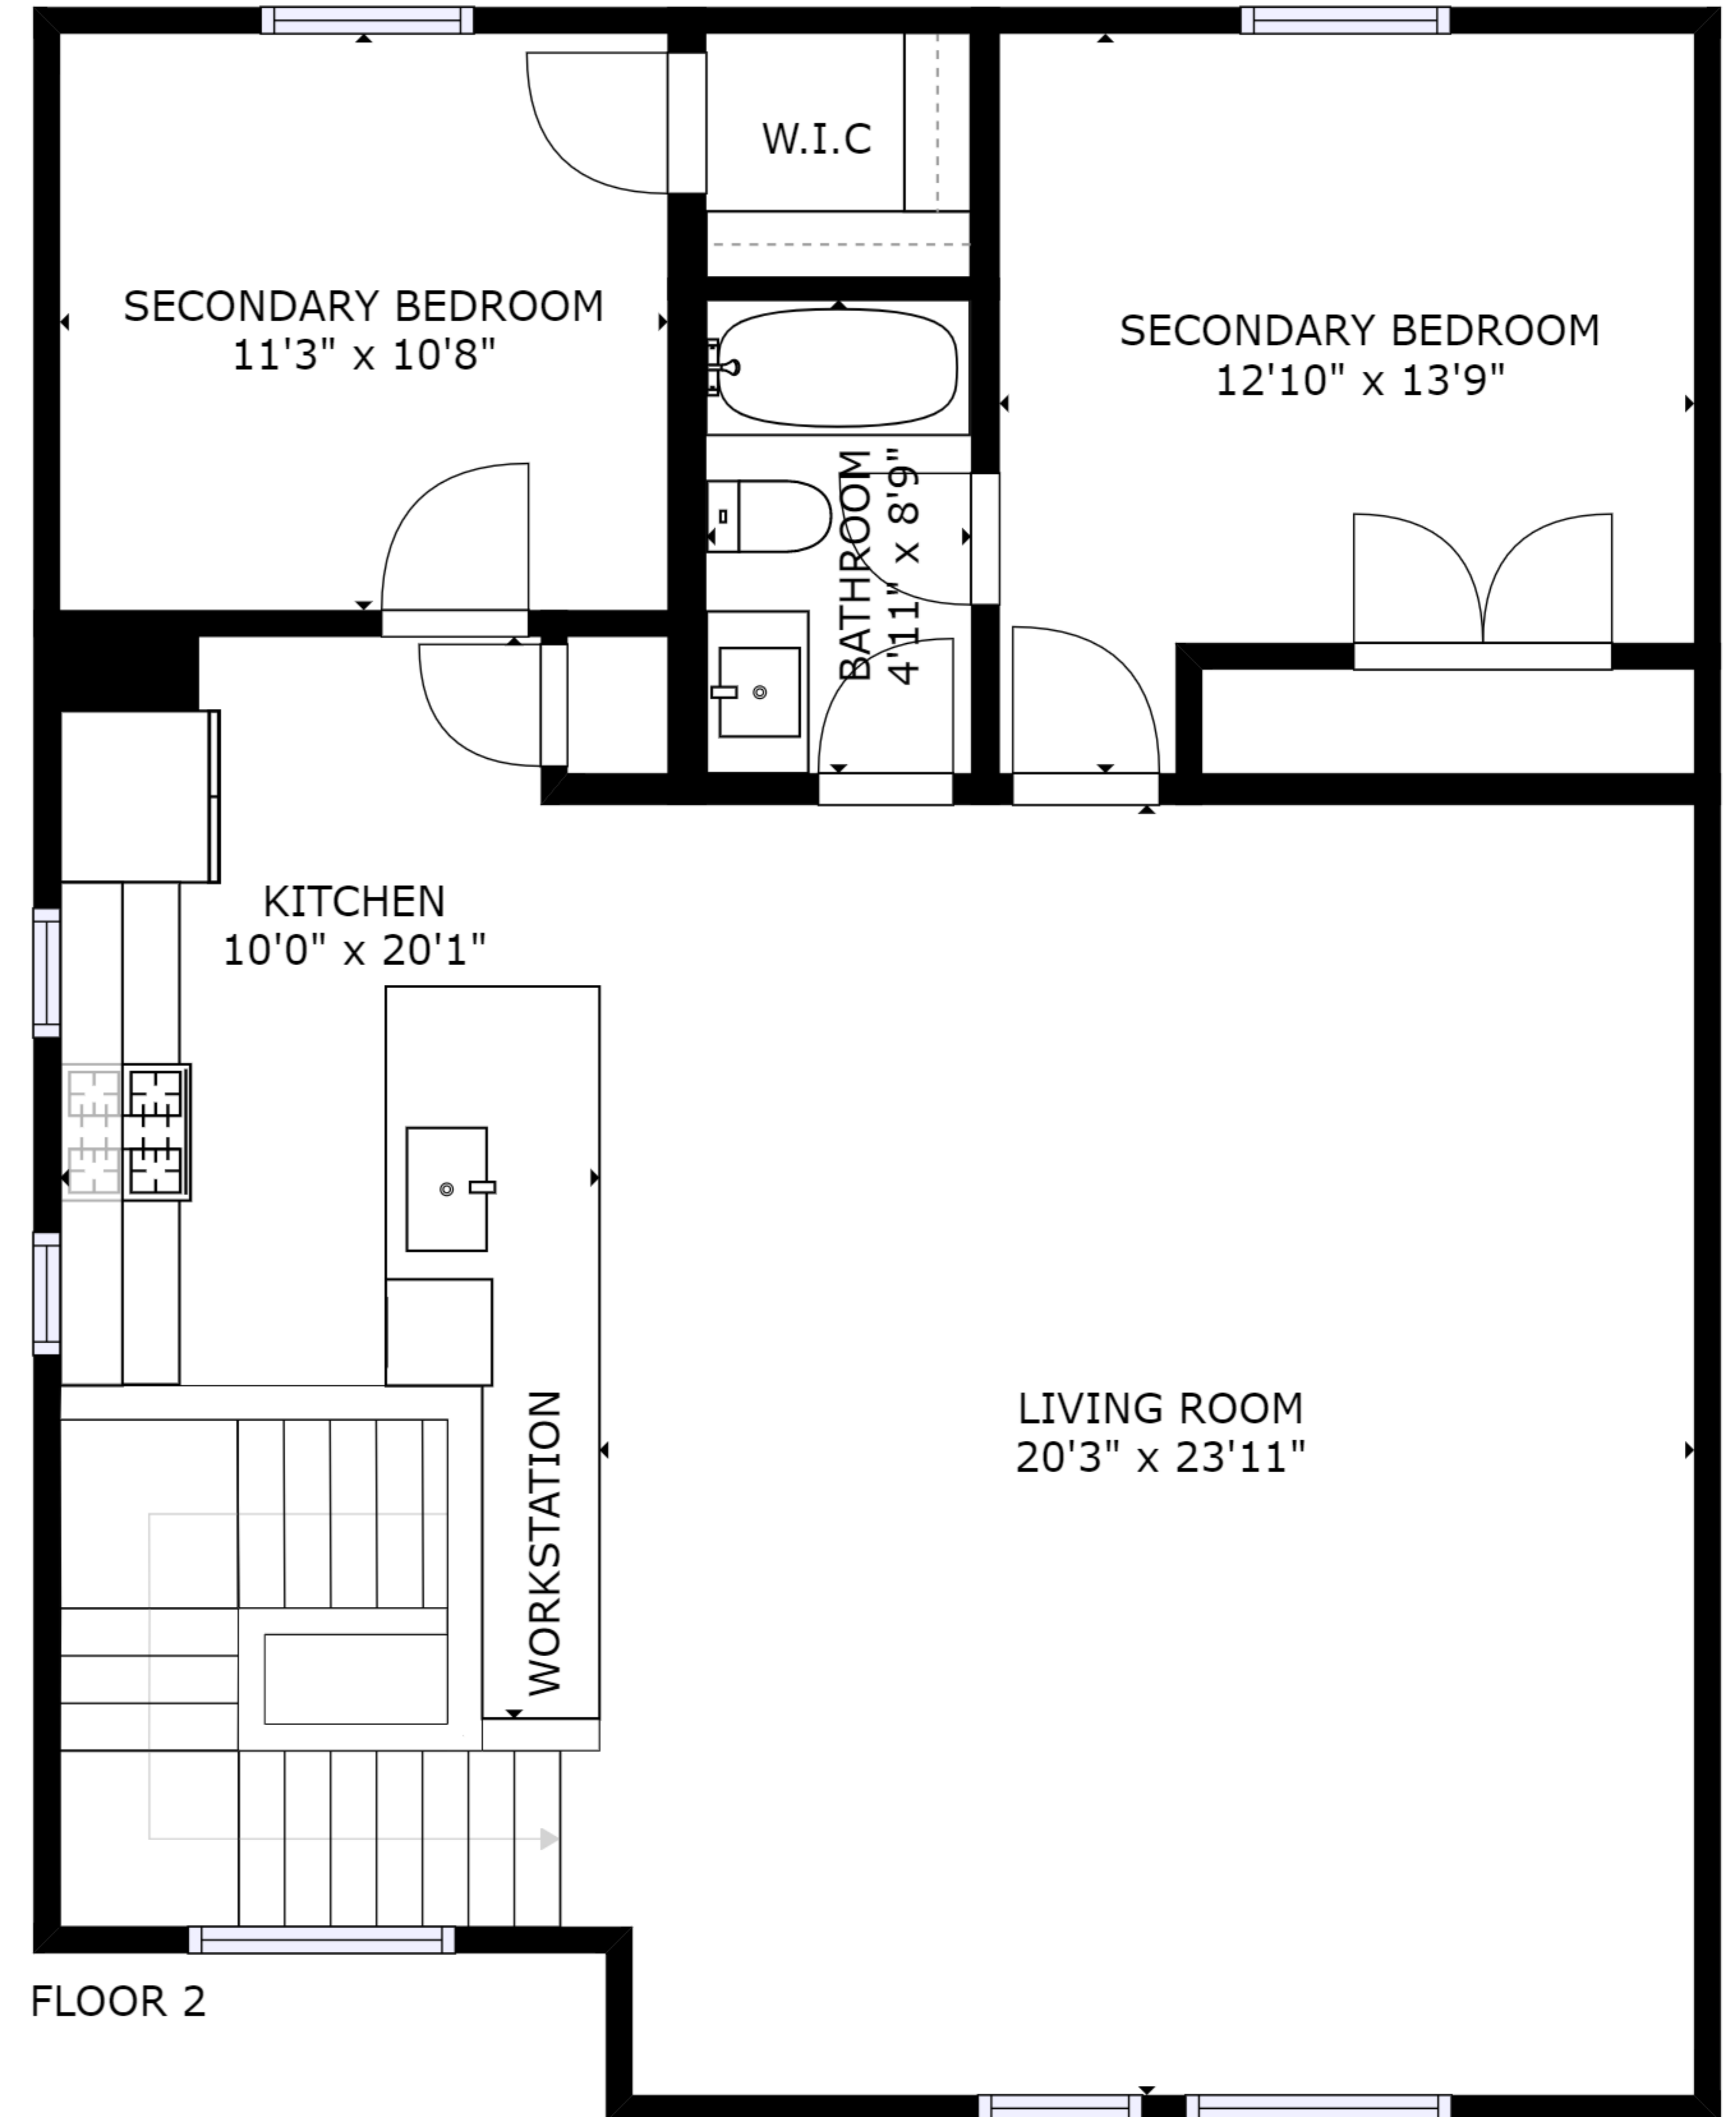 W.I.C
SECONDARY BEDROOM
11'3" x 10'8"
SECONDARY BEDROOM
12'10" x 13'9"
BATHROOM
4'11" x 8'9"
KITCHEN
10'0" x 20'1"
LIVING ROOM
20'3" x 23'11"
WORKSTATION
FLOOR 2